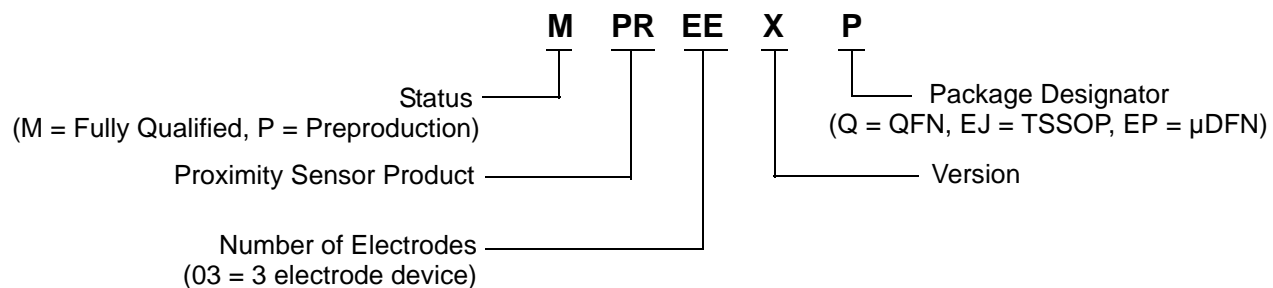 M PR EE X P
Status
(M = Fully Qualified, P = Preproduction)
Package Designator
(Q = QFN, EJ = TSSOP, EP = µDFN)
Proximity Sensor Product
Version
Number of Electrodes
(03 = 3 electrode device)